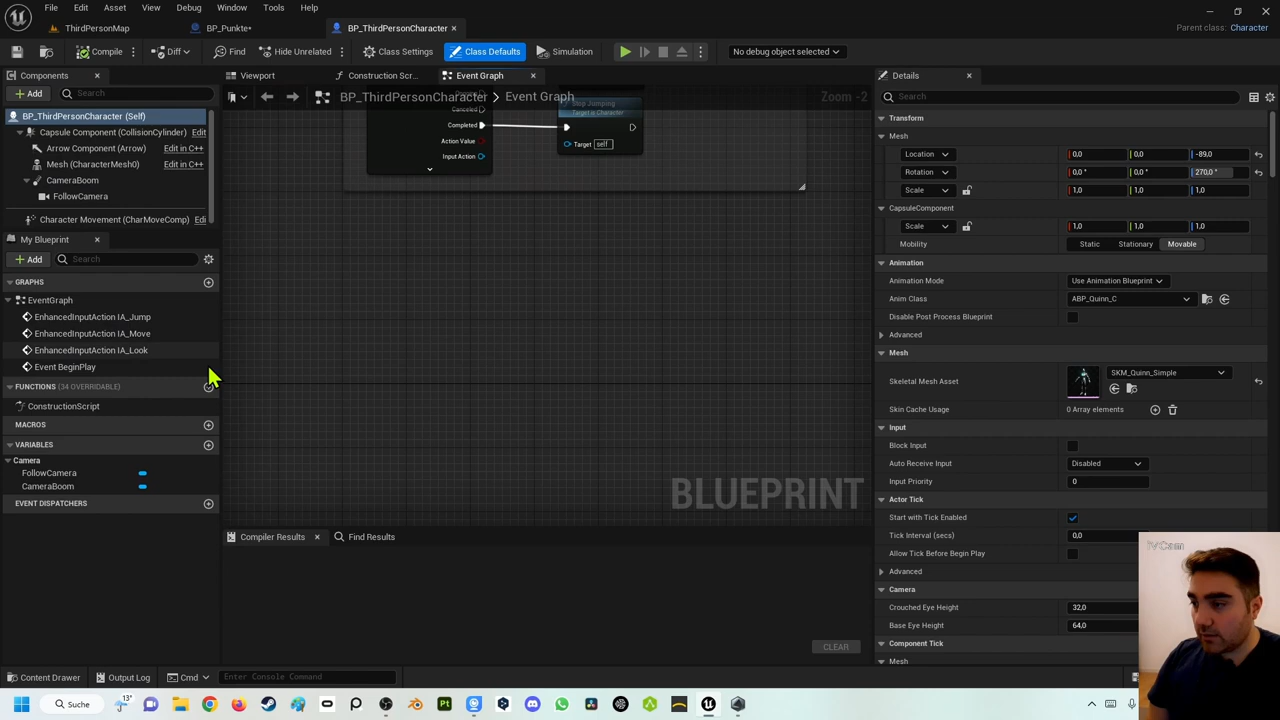 File
Edit
Asset
View
Debug
Window
Tools
Help
ThirdPersonMap
BP_Punkte*
BP_ThirdPersonCharacter
Parent class: Character
Compile
Diff
Find
Hide Unrelated
Class Settings
Class Defaults
Simulation
No debug object selected
Components
Add
Search
BP_ThirdPersonCharacter (Self)
Capsule Component (CollisionCylinder)
Edit
Arrow Component (Arrow)
Edit in C++
Mesh (CharacterMesh0)
Edit in C++
CameraBoom
FollowCamera
Character Movement (CharMoveComp)
Edi
My Blueprint
Add
Search
GRAPHS
EventGraph
EnhancedInputAction IA_Jump
EnhancedInputAction IA_Move
EnhancedInputAction IA_Look
Event BeginPlay
FUNCTIONS (34 OVERRIDABLE)
ConstructionScript
MACROS
VARIABLES
Camera
FollowCamera
CameraBoom
EVENT DISPATCHERS
Viewport
Construction Scr...
Event Graph
BP_ThirdPersonCharacter > Event Graph
Zoom -2
Canceled
Completed
Action Value
Input Action
Stop Jumping
Target is Character
Target self
BLUEPRINT
Compiler Results
Find Results
CLEAR
Details
Search
Transform
Mesh
Location
0,0
0,0
-89,0
Rotation
0,0 °
0,0 °
270,0 °
Scale
1,0
1,0
1,0
CapsuleComponent
Scale
1,0
1,0
1,0
Mobility
Static
Stationary
Movable
Animation
Animation Mode
Use Animation Blueprint
Anim Class
ABP_Quinn_C
Disable Post Process Blueprint
Advanced
Mesh
Skeletal Mesh Asset
SKM_Quinn_Simple
Skin Cache Usage
0 Array elements
Input
Block Input
Auto Receive Input
Disabled
Input Priority
0
Actor Tick
Start with Tick Enabled
Tick Interval (secs)
0,0
Allow Tick Before Begin Play
Advanced
Camera
Crouched Eye Height
32,0
Base Eye Height
64,0
Component Tick
Mesh
iVCam
Content Drawer
Output Log
Cmd
Enter Console Command
Suche
13°
Pt